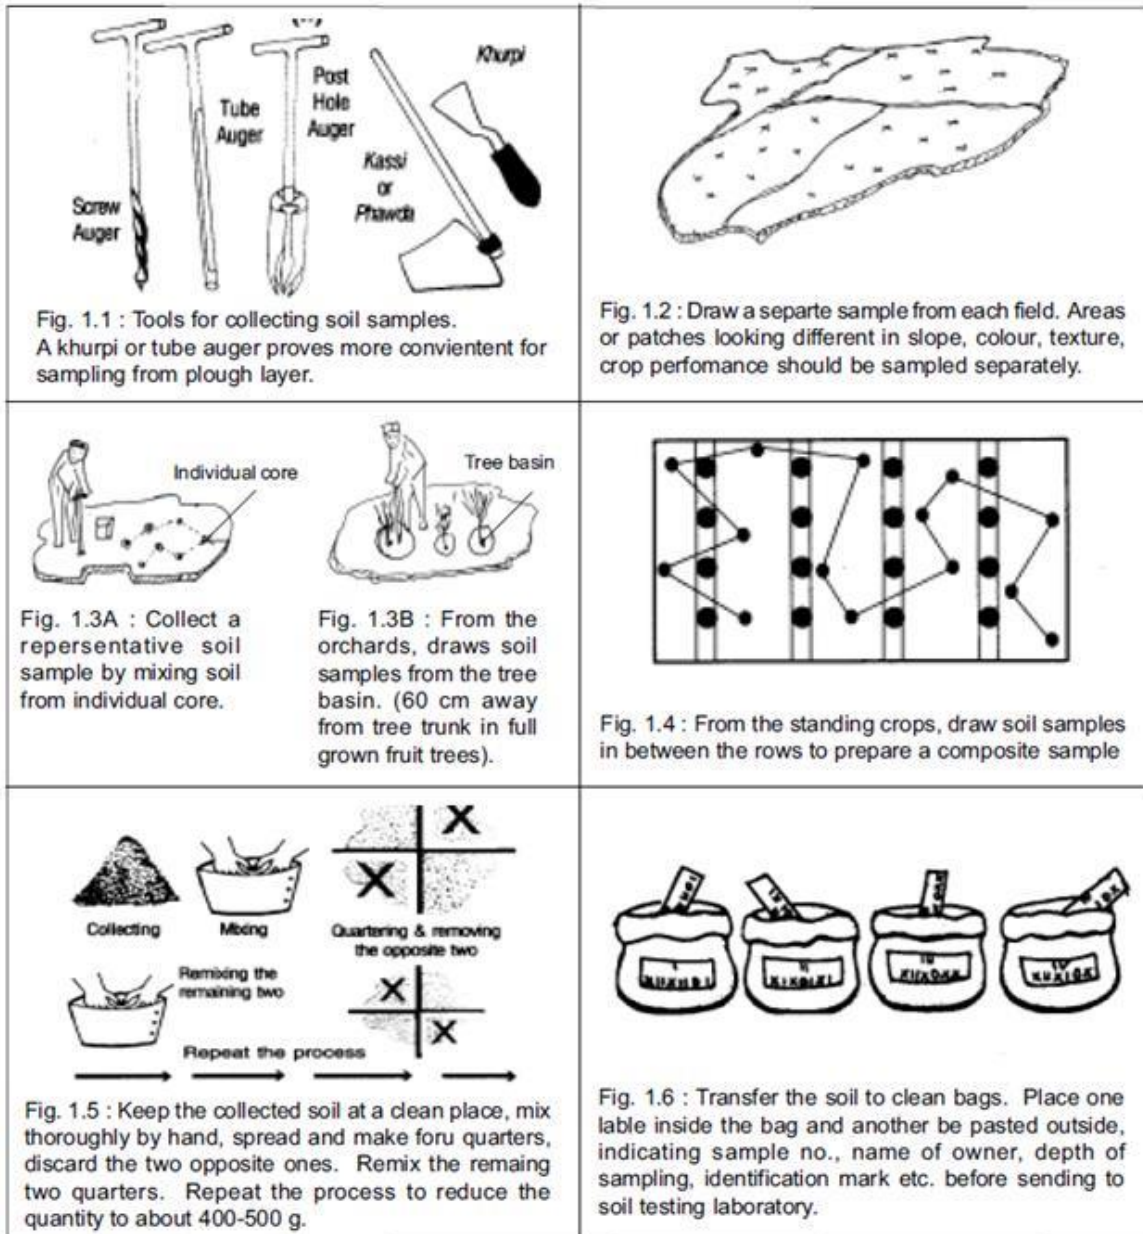 Screw
Auger
Tube
Auger
Post
Hole
Auger
Kassi
or
Phawda
Khurpi
Fig. 1.1 : Tools for collecting soil samples.
A khurpi or tube auger proves more convientent for
sampling from plough layer.
Fig. 1.2 : Draw a separte sample from each field. Areas
or patches looking different in slope, colour, texture,
crop perfomance should be sampled separately.
Individual core
Fig. 1.3A : Collect a
repersentative soil
sample by mixing soil
from individual core.
Tree basin
Fig. 1.3B : From the
orchards, draws soil
samples from the tree
basin. (60 cm away
from tree trunk in full
grown fruit trees).
Fig. 1.4 : From the standing crops, draw soil samples
in between the rows to prepare a composite sample
Collecting
Mixing
Quartering & removing
the opposite two
Remixing the
remaining two
Repeat the process
Fig. 1.5 : Keep the collected soil at a clean place, mix
thoroughly by hand, spread and make foru quarters,
discard the two opposite ones. Remix the remaing
two quarters. Repeat the process to reduce the
quantity to about 400-500 g.
Fig. 1.6 : Transfer the soil to clean bags. Place one
lable inside the bag and another be pasted outside,
indicating sample no., name of owner, depth of
sampling, identification mark etc. before sending to
soil testing laboratory.